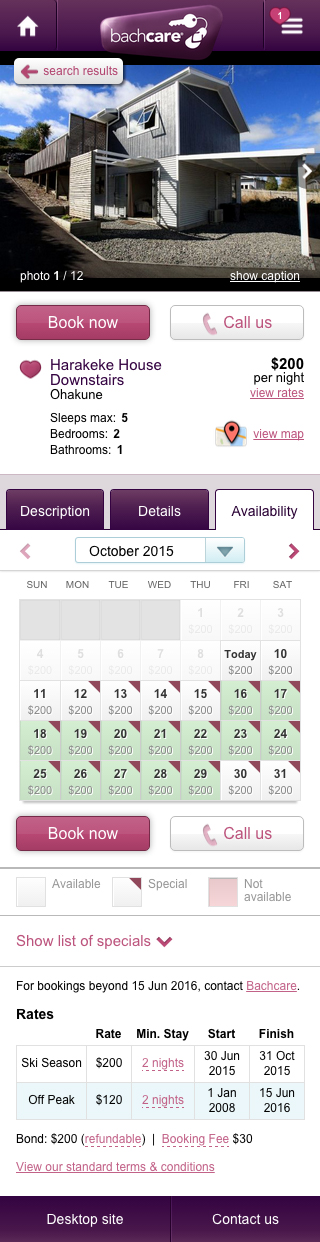 1
bachcare
search results
photo 1 / 12
show caption
Book now
Call us
Harakeke House
Downstairs
Ohakune
$200
per night
view rates
Sleeps max: 5
Bedrooms: 2
Bathrooms: 1
view map
Description
Details
Availability
October 2015
SUN MON TUE WED THU FRI SAT
1 2 3
$200 $200 $200
4 5 6 7 8 Today 10
$200 $200 $200 $200 $200 $200 $200
11 12 13 14 15 16 17
$200 $200 $200 $200 $200 $200 $200
18 19 20 21 22 23 24
$200 $200 $200 $200 $200 $200 $200
25 26 27 28 29 30 31
$200 $200 $200 $200 $200 $200 $200
Book now
Call us
Available
Special
Not
available
Show list of specials
For bookings beyond 15 Jun 2016, contact Bachcare.
Rates
Rate Min. Stay Start Finish
Ski Season $200 2 nights 30 Jun 2015 31 Oct 2015
Off Peak $120 2 nights 1 Jan 2008 15 Jun 2016
Bond: $200 (refundable) | Booking Fee $30
View our standard terms & conditions
Desktop site
Contact us